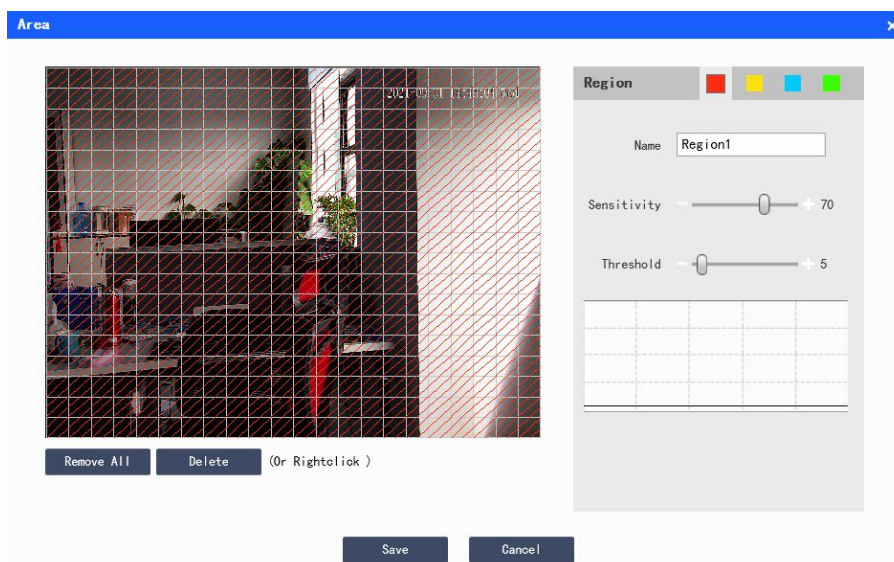 Area
Region
Name Region1
Sensitivity 70
Threshold 5
Remove All Delete (Or Rightclick )
Save Cancel